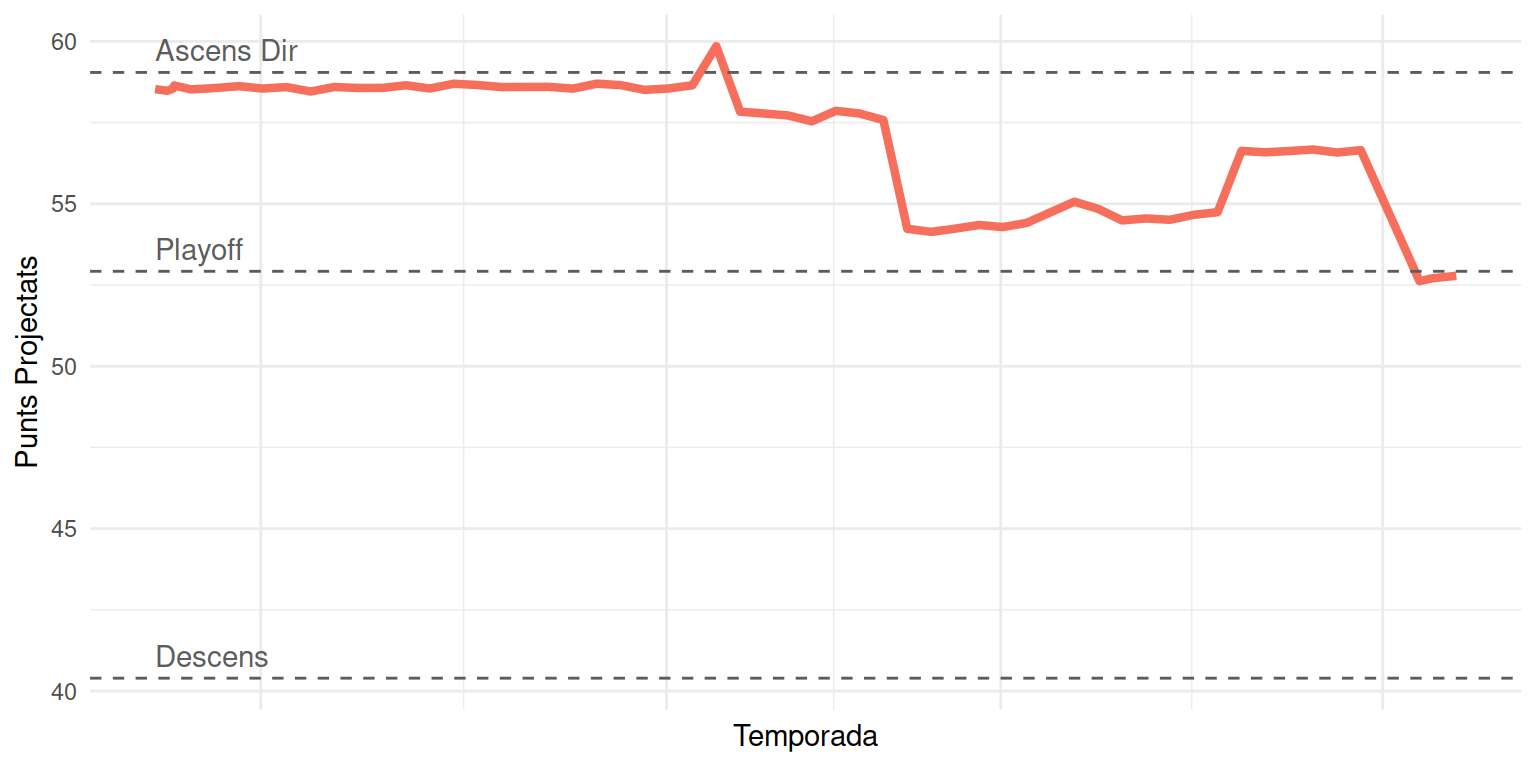 60
Ascens Dir
55
Playoff
Punts Projectats
50
45
Descens
40
Temporada